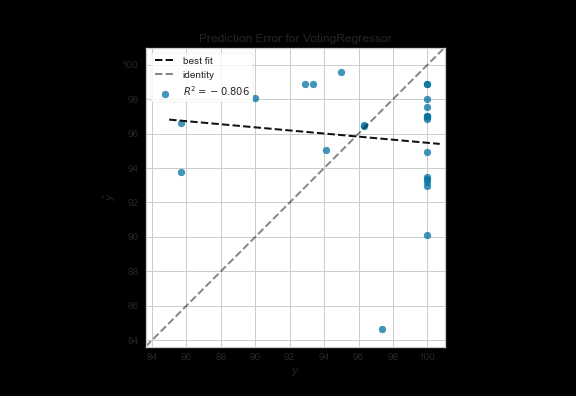 Prediction Error for VotingRegressor
best fit
identity
R² = −0.806
100
98
96
94
92
90
88
86
84
ŷ
84 86 88 90 92 94 96 98 100
y